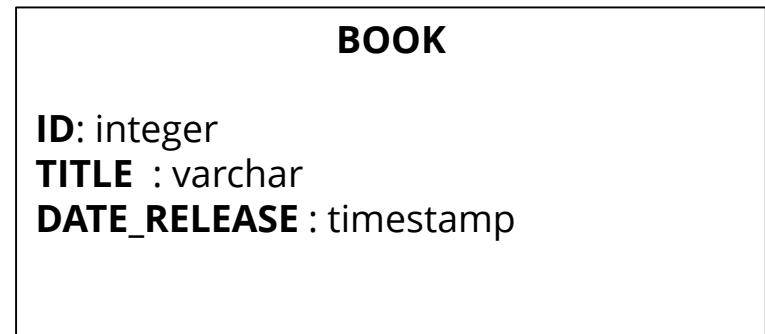 BOOK
ID: integer
TITLE : varchar
DATE_RELEASE : timestamp